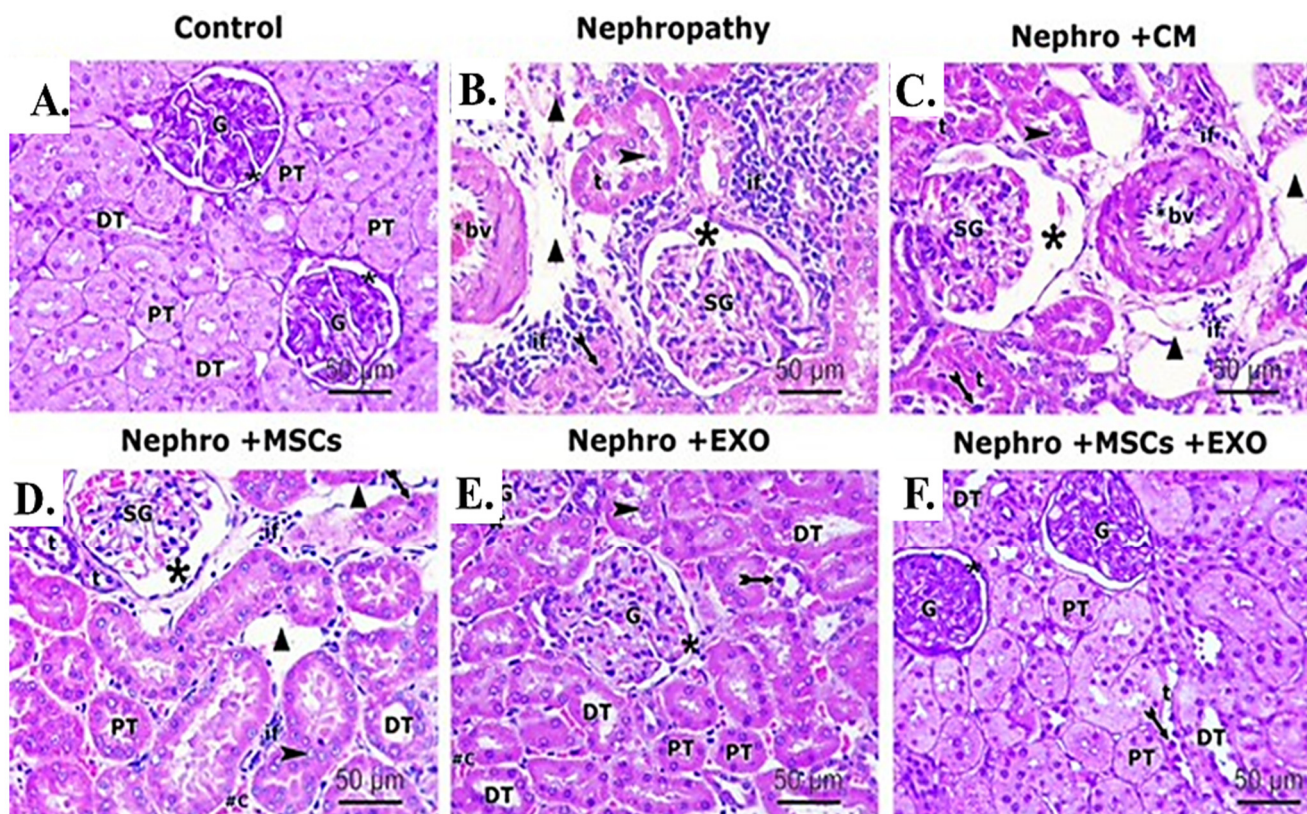 Control
A.
G
*
PT
DT
PT
*
PT
G
DT
50 µm
Nephropathy
B.
t
if
*bv
*
SG
if
50 µm
Nephro +CM
C.
t
if
SG
*
*bv
if
t
50 µm
Nephro +MSCs
D.
SG
if
t
t
*
PT
if
DT
#C
50 µm
Nephro +EXO
E.
G
DT
G
*
DT
PT
PT
#C
DT
50 µm
Nephro +MSCs +EXO
F.
DT
G
*
G
PT
t
PT
DT
50 µm